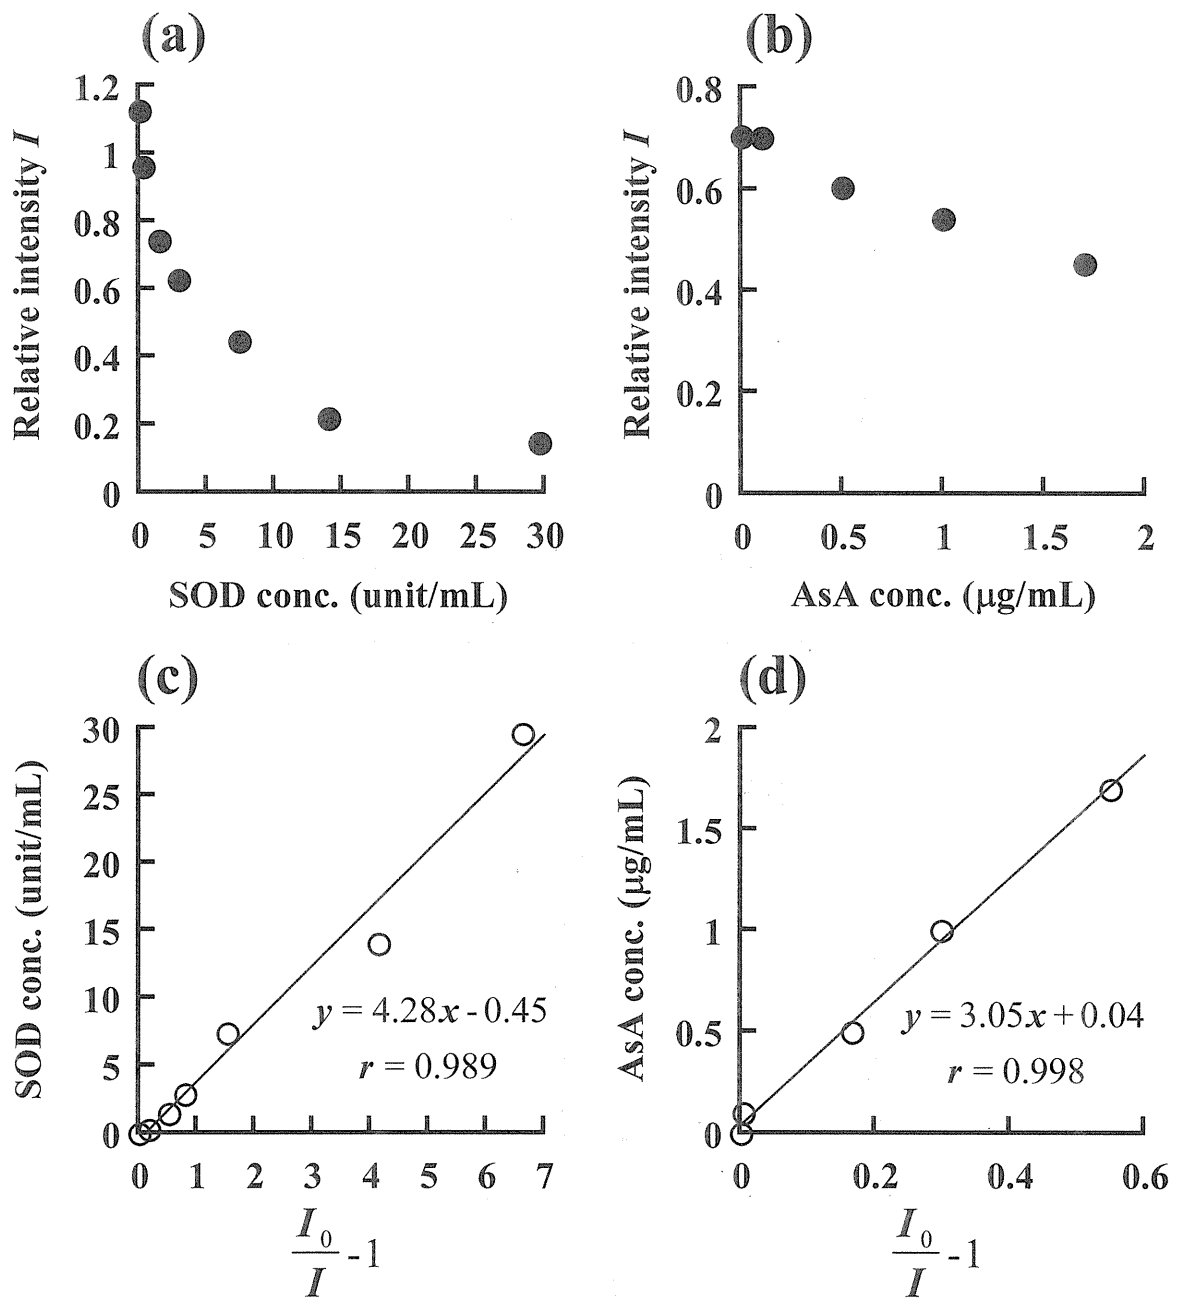 (a)
Relative intensity I
1.2
1
0.8
0.6
0.4
0.2
0
0 5 10 15 20 25 30
SOD conc. (unit/mL)
(b)
Relative intensity I
0.8
0.6
0.4
0.2
0
0 0.5 1 1.5 2
AsA conc. (μg/mL)
(c)
SOD conc. (unit/mL)
30
25
20
15
10
5
0
y = 4.28x - 0.45
r = 0.989
0 1 2 3 4 5 6 7
I0
I -1
(d)
AsA conc. (μg/mL)
2
1.5
1
0.5
0
y = 3.05x + 0.04
r = 0.998
0 0.2 0.4 0.6
I0
I -1